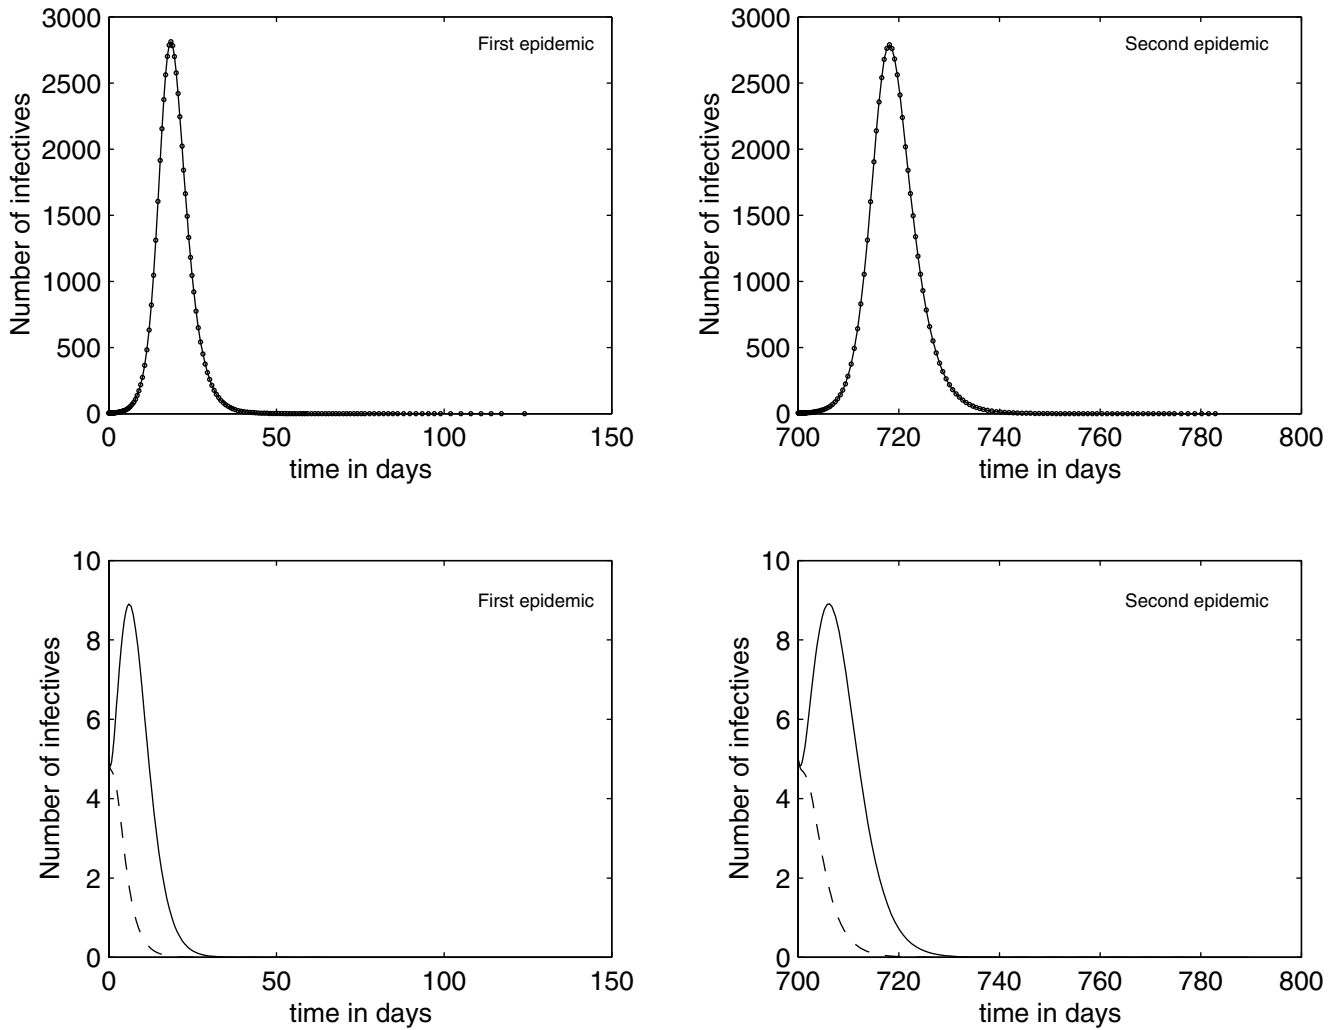 3000
2500
2000
1500
1000
500
0
0 50 100 150
Number of infectives
time in days
First epidemic
3000
2500
2000
1500
1000
500
0
700 720 740 760 780 800
Number of infectives
time in days
Second epidemic
10
8
6
4
2
0
0 50 100 150
Number of infectives
time in days
First epidemic
10
8
6
4
2
0
700 720 740 760 780 800
Number of infectives
time in days
Second epidemic